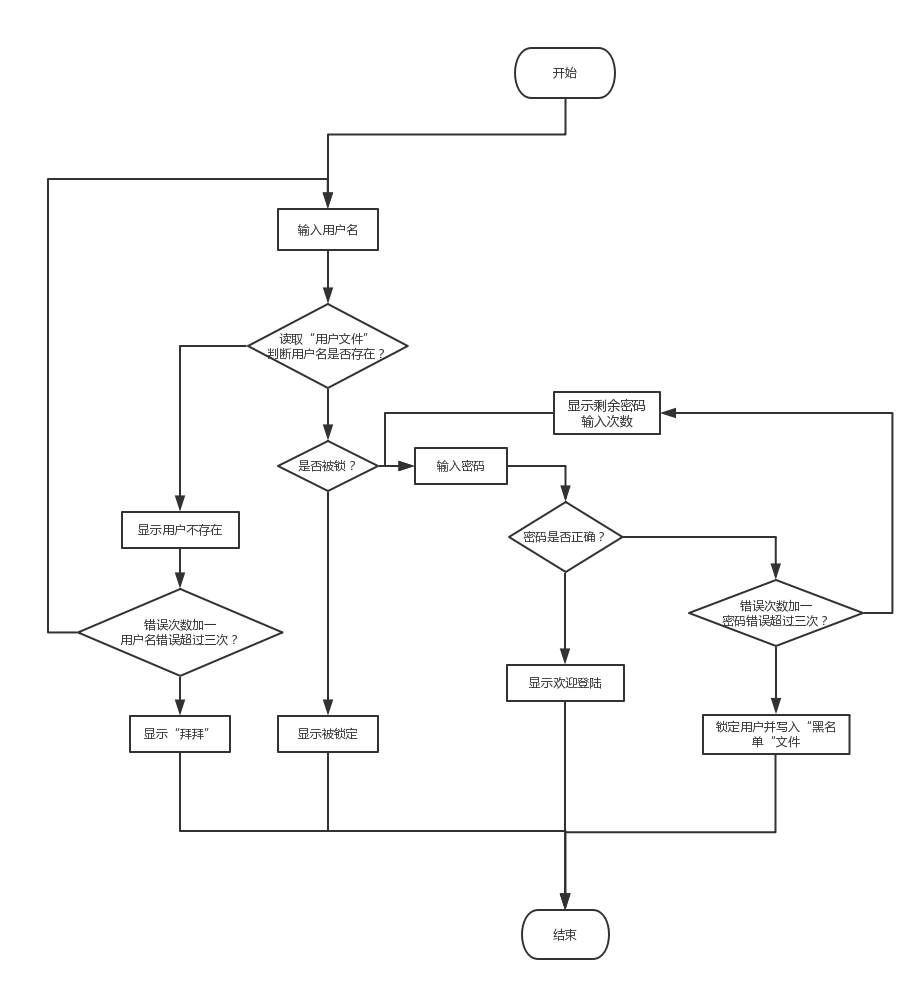 开始
输入用户名
读取“用户文件”
判断用户名是否存在？
显示剩余密码
输入次数
是否被锁？
输入密码
显示用户不存在
密码是否正确？
错误次数加一
密码错误超过三次？
错误次数加一
用户名错误超过三次？
显示欢迎登陆
显示“拜拜”
显示被锁定
锁定用户并写入“黑名
单“文件
结束